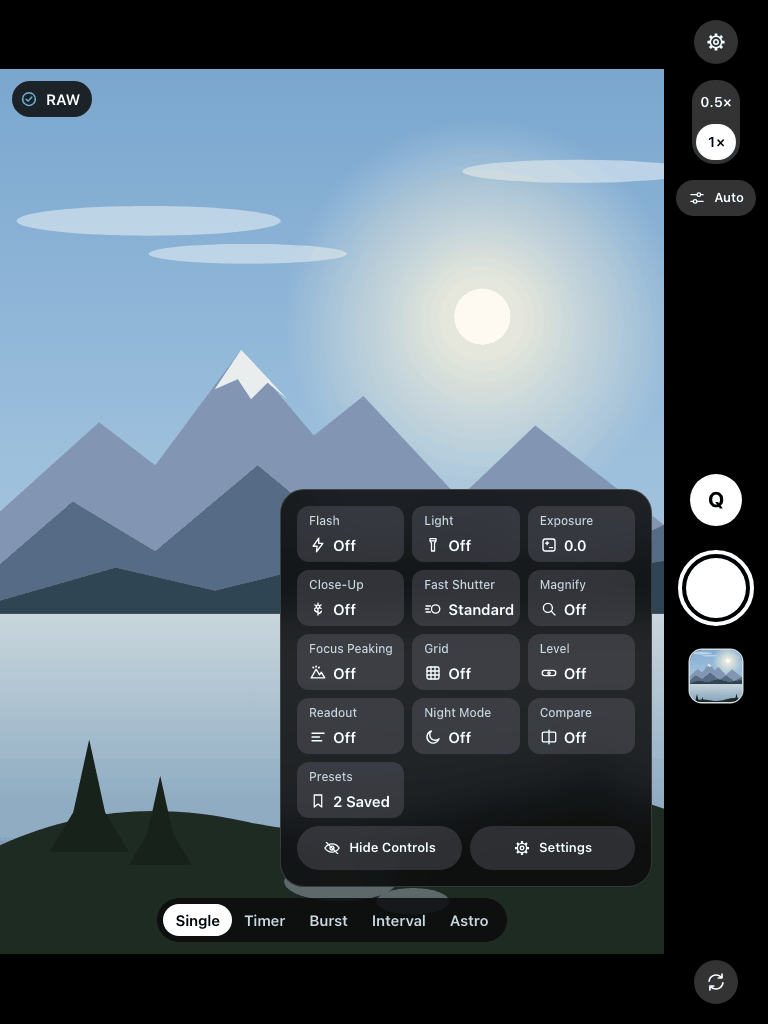 RAW
0.5×
1×
Auto
Q
Flash
Off
Light
Off
Exposure
0.0
Close-Up
Off
Fast Shutter
Standard
Magnify
Off
Focus Peaking
Off
Grid
Off
Level
Off
Readout
Off
Night Mode
Off
Compare
Off
Presets
2 Saved
Hide Controls
Settings
Single
Timer
Burst
Interval
Astro